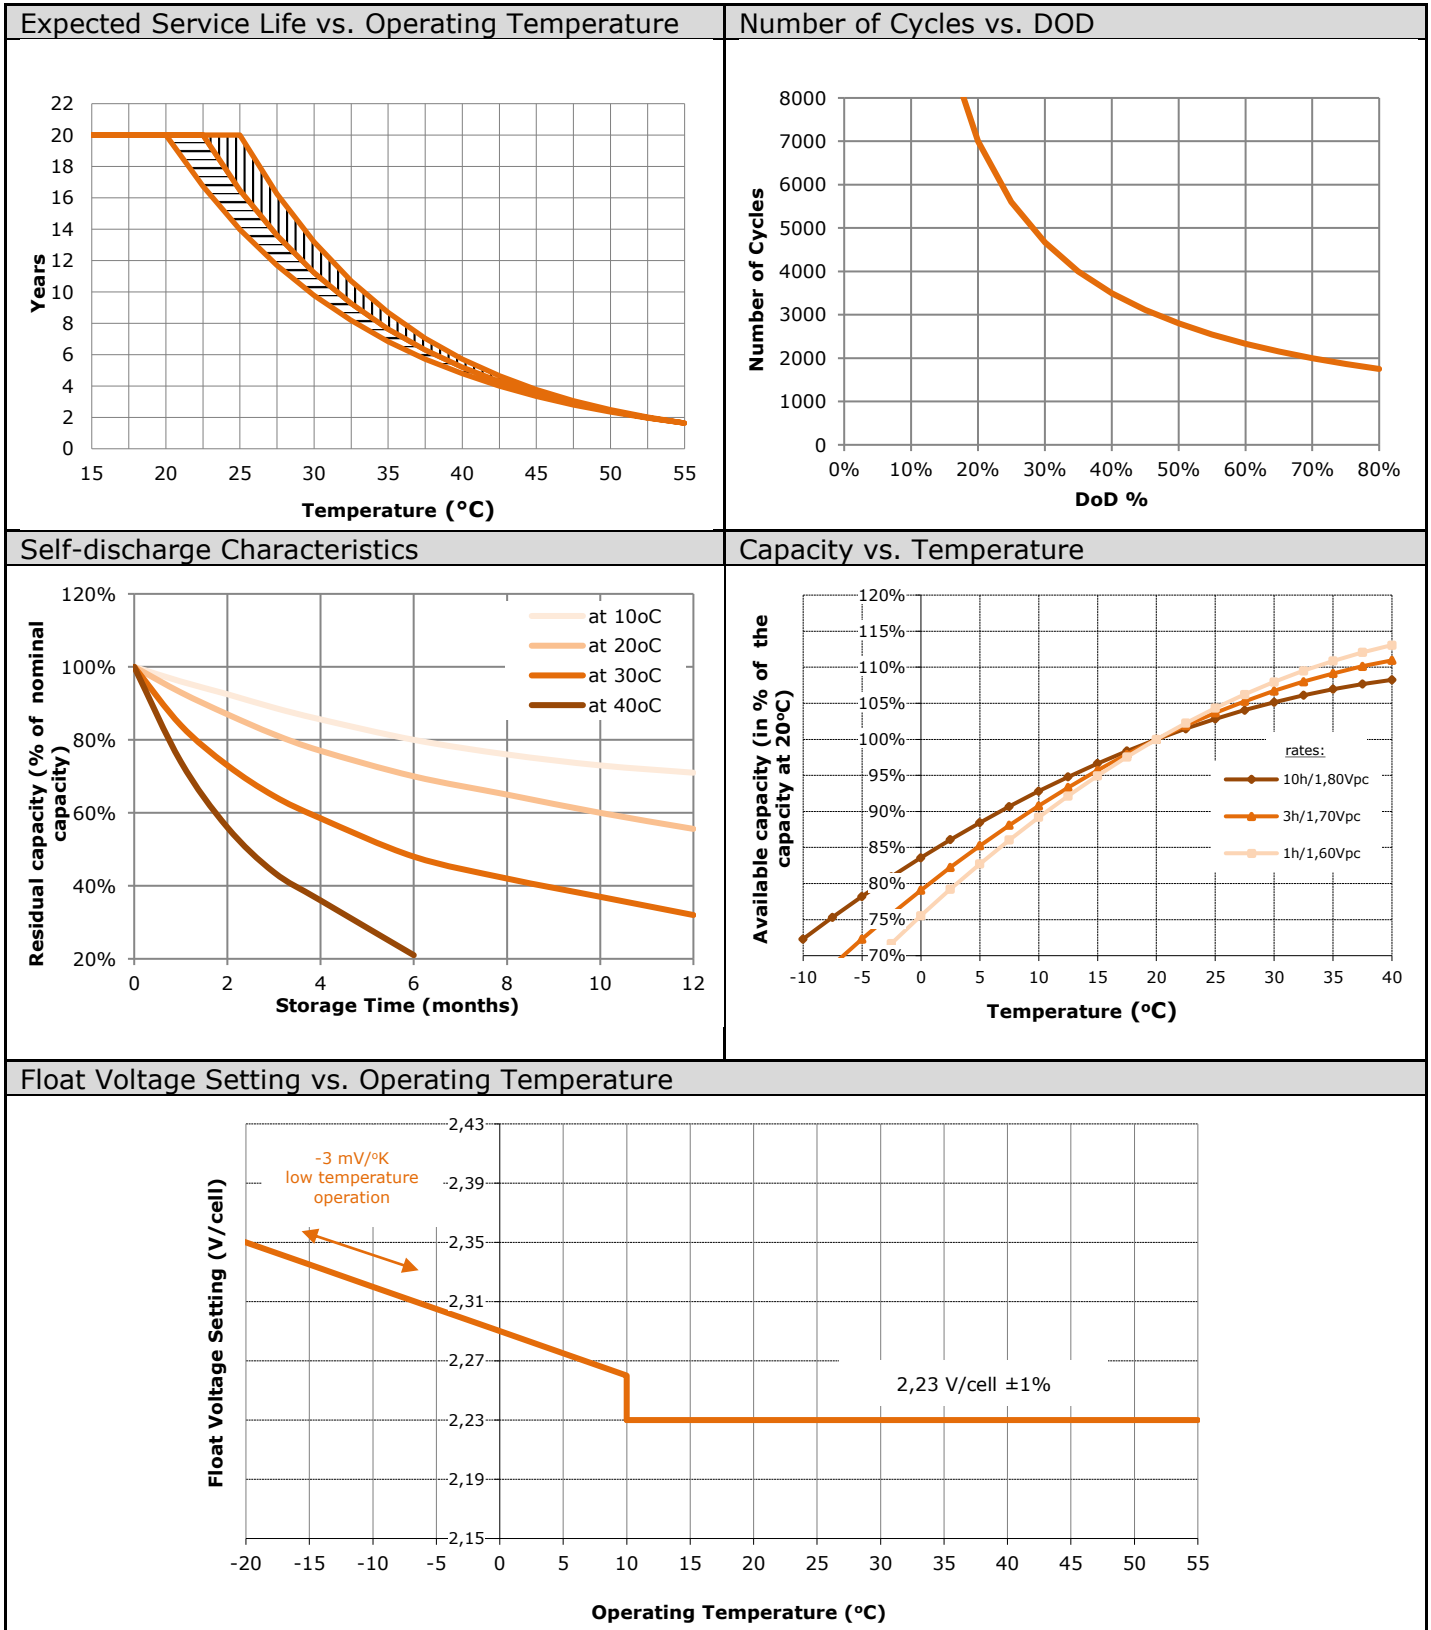 Expected Service Life vs. Operating Temperature
22
20
18
16
14
12
10
8
6
4
2
0
Years
15 20 25 30 35 40 45 50 55
Temperature (°C)
Number of Cycles vs. DOD
8000
7000
6000
5000
4000
3000
2000
1000
0
Number of Cycles
0% 10% 20% 30% 40% 50% 60% 70% 80%
DoD %
Self-discharge Characteristics
120%
100%
80%
60%
40%
20%
Residual capacity (% of nominal
capacity)
at 10oC
at 20oC
at 30oC
at 40oC
0 2 4 6 8 10 12
Storage Time (months)
Capacity vs. Temperature
120%
115%
110%
105%
100%
95%
90%
85%
80%
75%
70%
Available capacity (in % of the
capacity at 20ºC)
rates:
10h/1,80Vpc
3h/1,70Vpc
1h/1,60Vpc
-10 -5 0 5 10 15 20 25 30 35 40
Temperature (ºC)
Float Voltage Setting vs. Operating Temperature
2,43
2,39
2,35
2,31
2,27
2,23
2,19
2,15
Float Voltage Setting (V/cell)
-3 mV/ºK
low temperature
operation
2,23 V/cell ±1%
-20 -15 -10 -5 0 5 10 15 20 25 30 35 40 45 50 55
Operating Temperature (ºC)